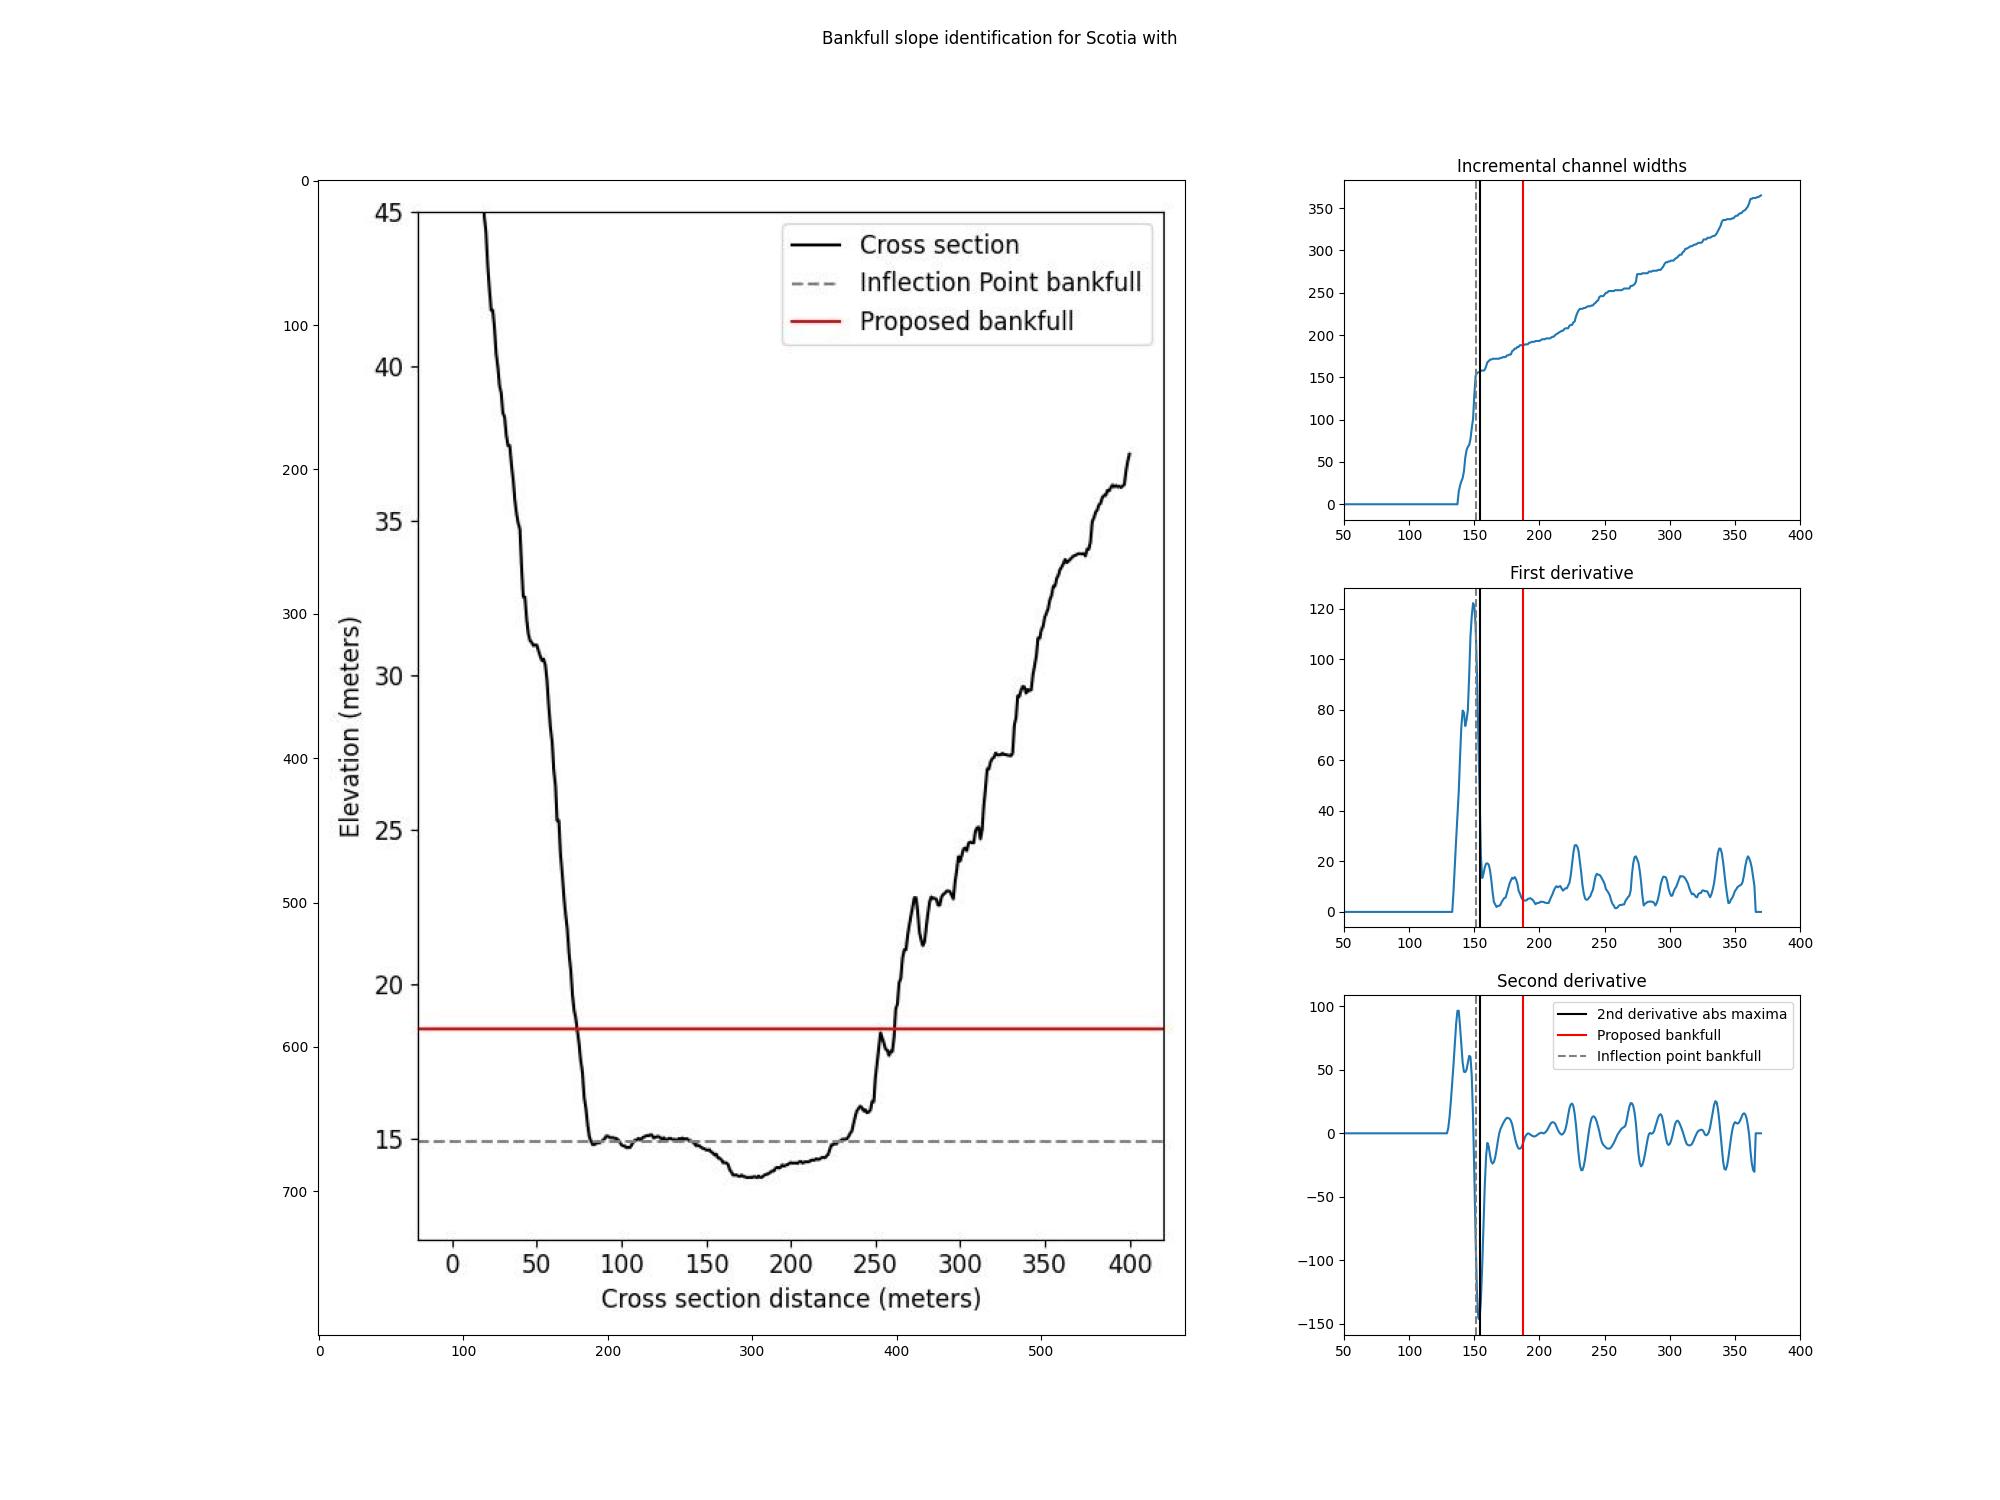 Bankfull slope identification for Scotia with
0
100
200
300
400
500
600
700
0 100 200 300 400 500
45
40
35
30
25
20
15
Elevation (meters)
Cross section
Inflection Point bankfull
Proposed bankfull
0 50 100 150 200 250 300 350 400
Cross section distance (meters)
Incremental channel widths
350
300
250
200
150
100
50
0
50 100 150 200 250 300 350 400
First derivative
120
100
80
60
40
20
0
50 100 150 200 250 300 350 400
Second derivative
100
50
0
−50
−100
−150
2nd derivative abs maxima
Proposed bankfull
Inflection point bankfull
50 100 150 200 250 300 350 400